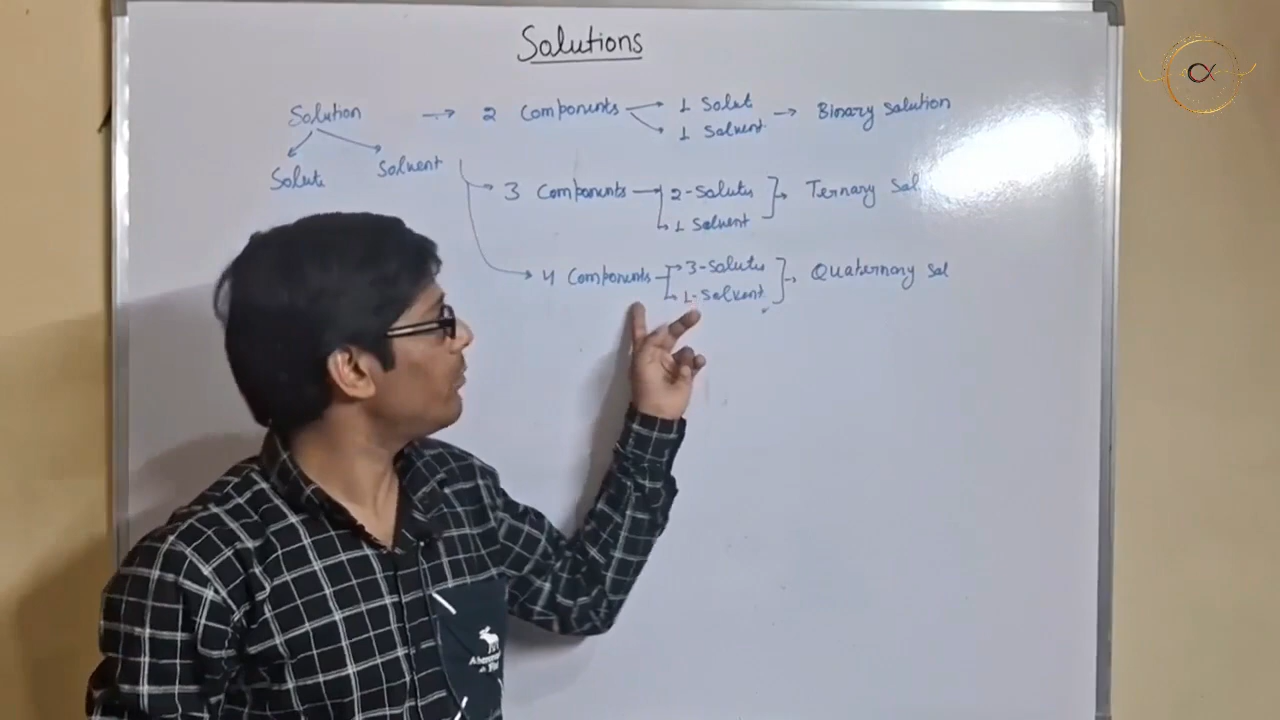 Solutions
Solution → 2 Components → 1 Solut → Binary Solution
1 Solvent
Solute Solvent
3 Components → 2-Solutes → Ternary Sol
1 Solvent
4 Components → 3-Solutes → Quaternary Sol
1-Solvent
α